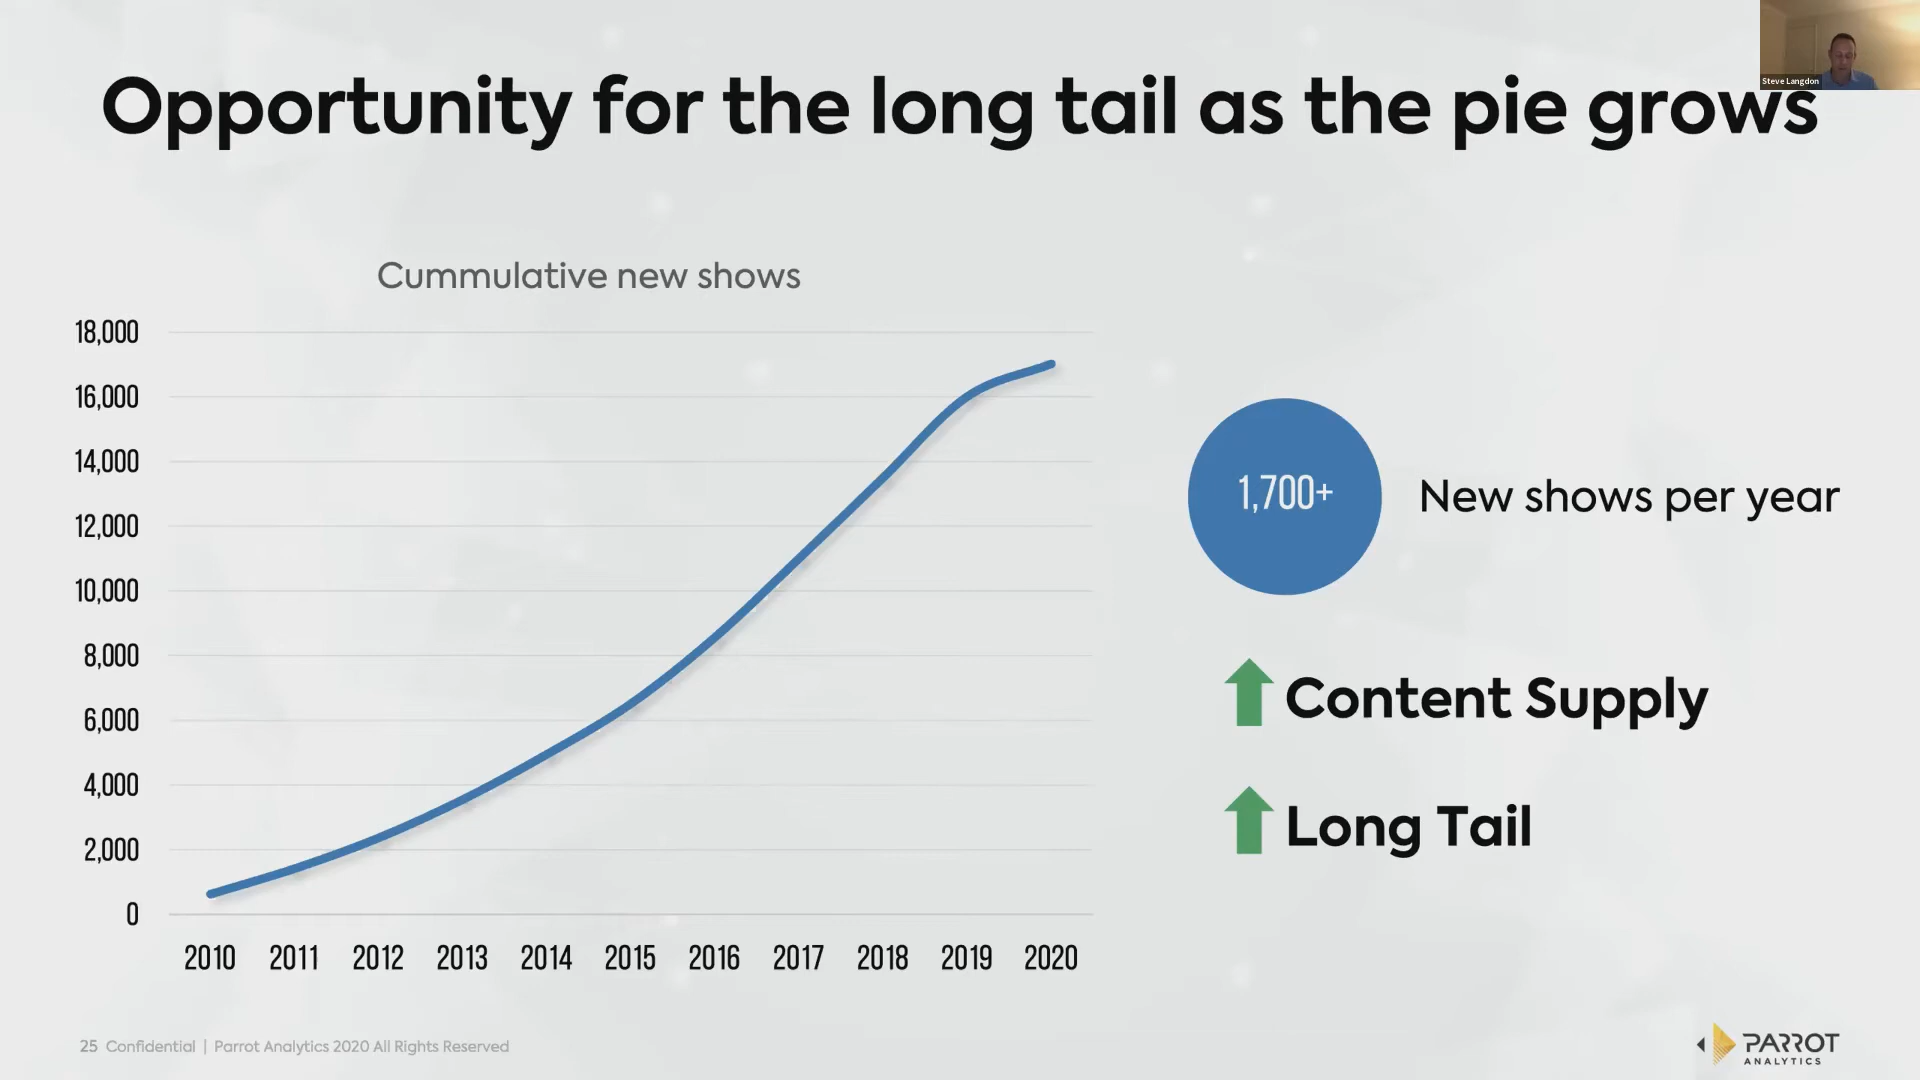 Steve Langdon
Opportunity for the long tail as the pie grows
Cummulative new shows
18,000
16,000
14,000
12,000
10,000
8,000
6,000
4,000
2,000
0
2010 2011 2012 2013 2014 2015 2016 2017 2018 2019 2020
1,700+
New shows per year
Content Supply
Long Tail
25 Confidential | Parrot Analytics 2020 All Rights Reserved
PARROT
ANALYTICS